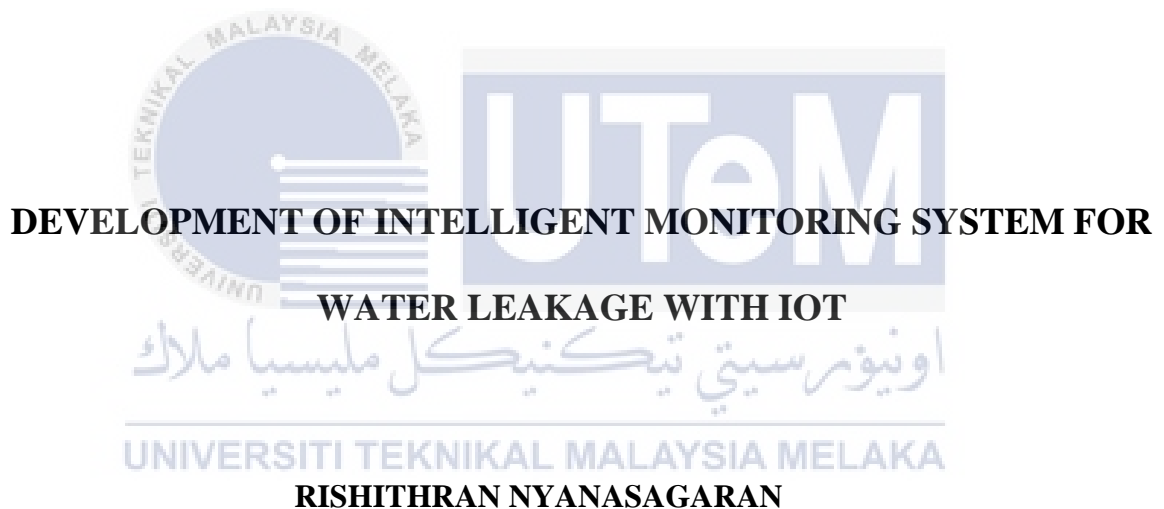 UNIVERSITI TEKNIKAL MALAYSIA MELAKA
UTeM
DEVELOPMENT OF INTELLIGENT MONITORING SYSTEM FOR
WATER LEAKAGE WITH IOT
اونيۏرسيتي تيكنيكل مليسيا ملاك
UNIVERSITI TEKNIKAL MALAYSIA MELAKA
RISHITHRAN NYANASAGARAN